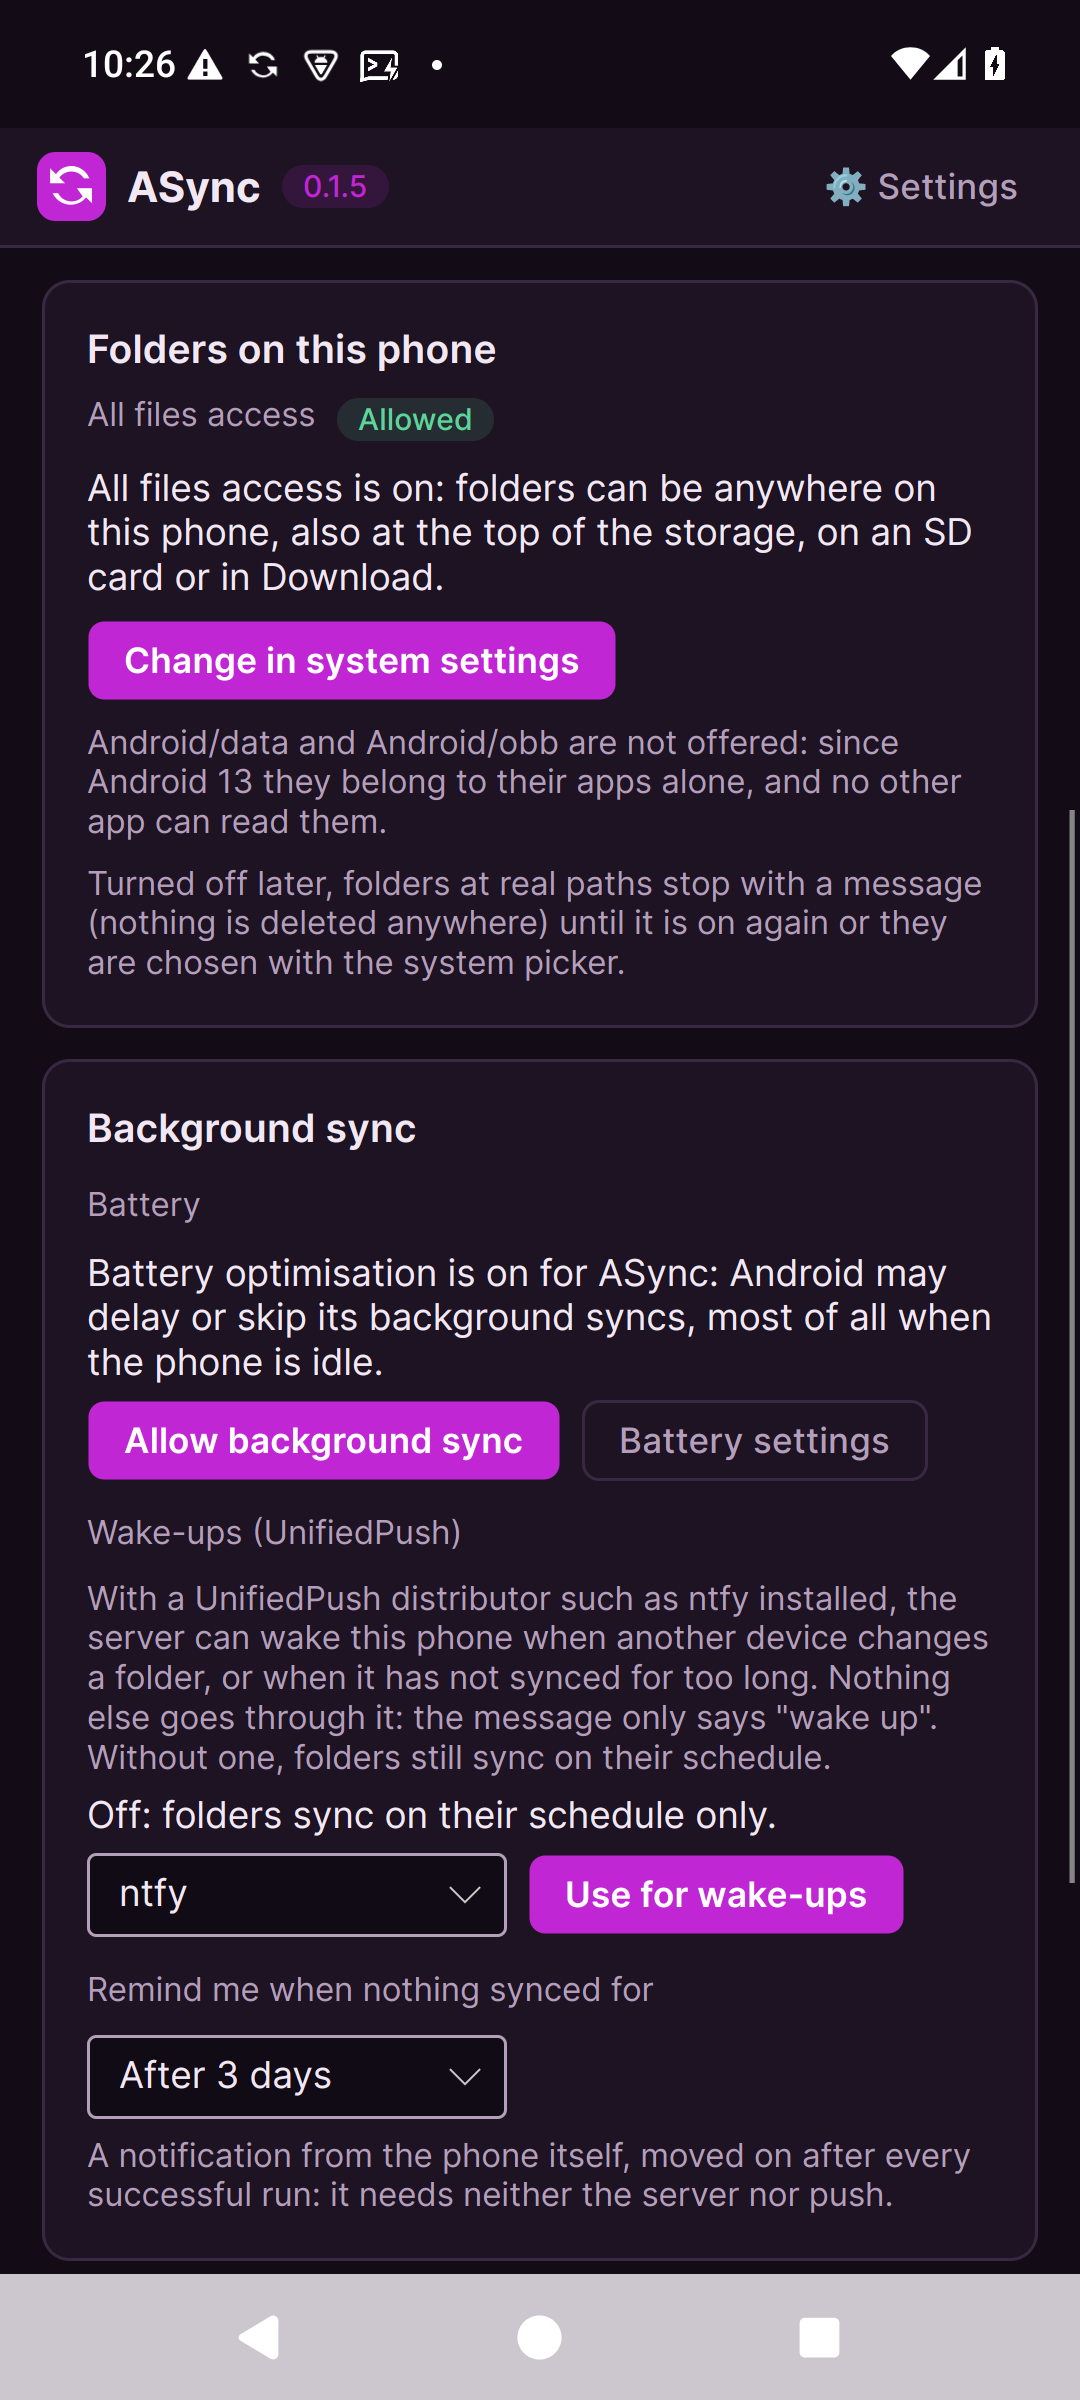 10:26
ASync 0.1.5
Settings
Folders on this phone
All files access Allowed
All files access is on: folders can be anywhere on
this phone, also at the top of the storage, on an SD
card or in Download.
Change in system settings
Android/data and Android/obb are not offered: since
Android 13 they belong to their apps alone, and no other
app can read them.
Turned off later, folders at real paths stop with a message
(nothing is deleted anywhere) until it is on again or they
are chosen with the system picker.
Background sync
Battery
Battery optimisation is on for ASync: Android may
delay or skip its background syncs, most of all when
the phone is idle.
Allow background sync
Battery settings
Wake-ups (UnifiedPush)
With a UnifiedPush distributor such as ntfy installed, the
server can wake this phone when another device changes
a folder, or when it has not synced for too long. Nothing
else goes through it: the message only says "wake up".
Without one, folders still sync on their schedule.
Off: folders sync on their schedule only.
ntfy
Use for wake-ups
Remind me when nothing synced for
After 3 days
A notification from the phone itself, moved on after every
successful run: it needs neither the server nor push.